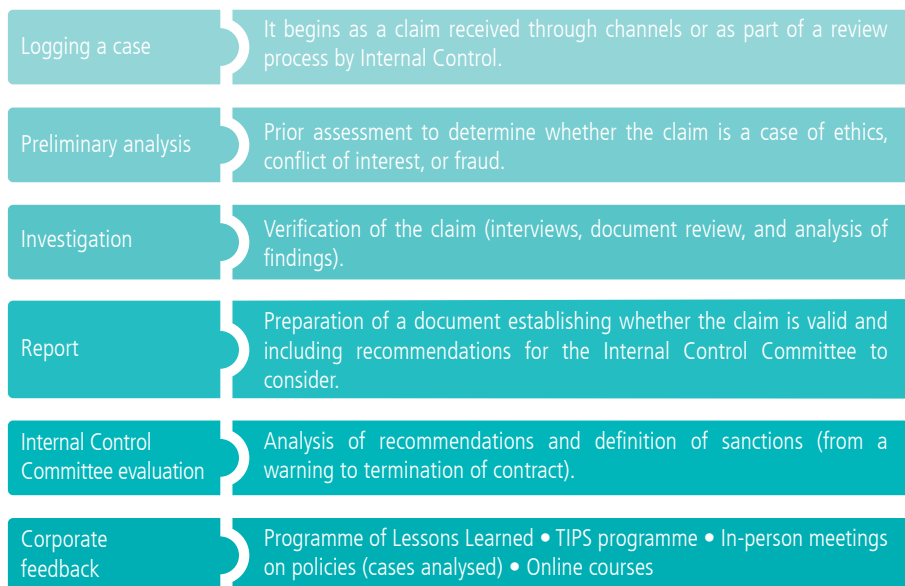 Logging a case
It begins as a claim received through channels or as part of a review
process by Internal Control.
Preliminary analysis
Prior assessment to determine whether the claim is a case of ethics,
conflict of interest, or fraud.
Investigation
Verification of the claim (interviews, document review, and analysis of
findings).
Report
Preparation of a document establishing whether the claim is valid and
including recommendations for the Internal Control Committee to
consider.
Internal Control
Committee evaluation
Analysis of recommendations and definition of sanctions (from a
warning to termination of contract).
Corporate
feedback
Programme of Lessons Learned • TIPS programme • In-person meetings
on policies (cases analysed) • Online courses